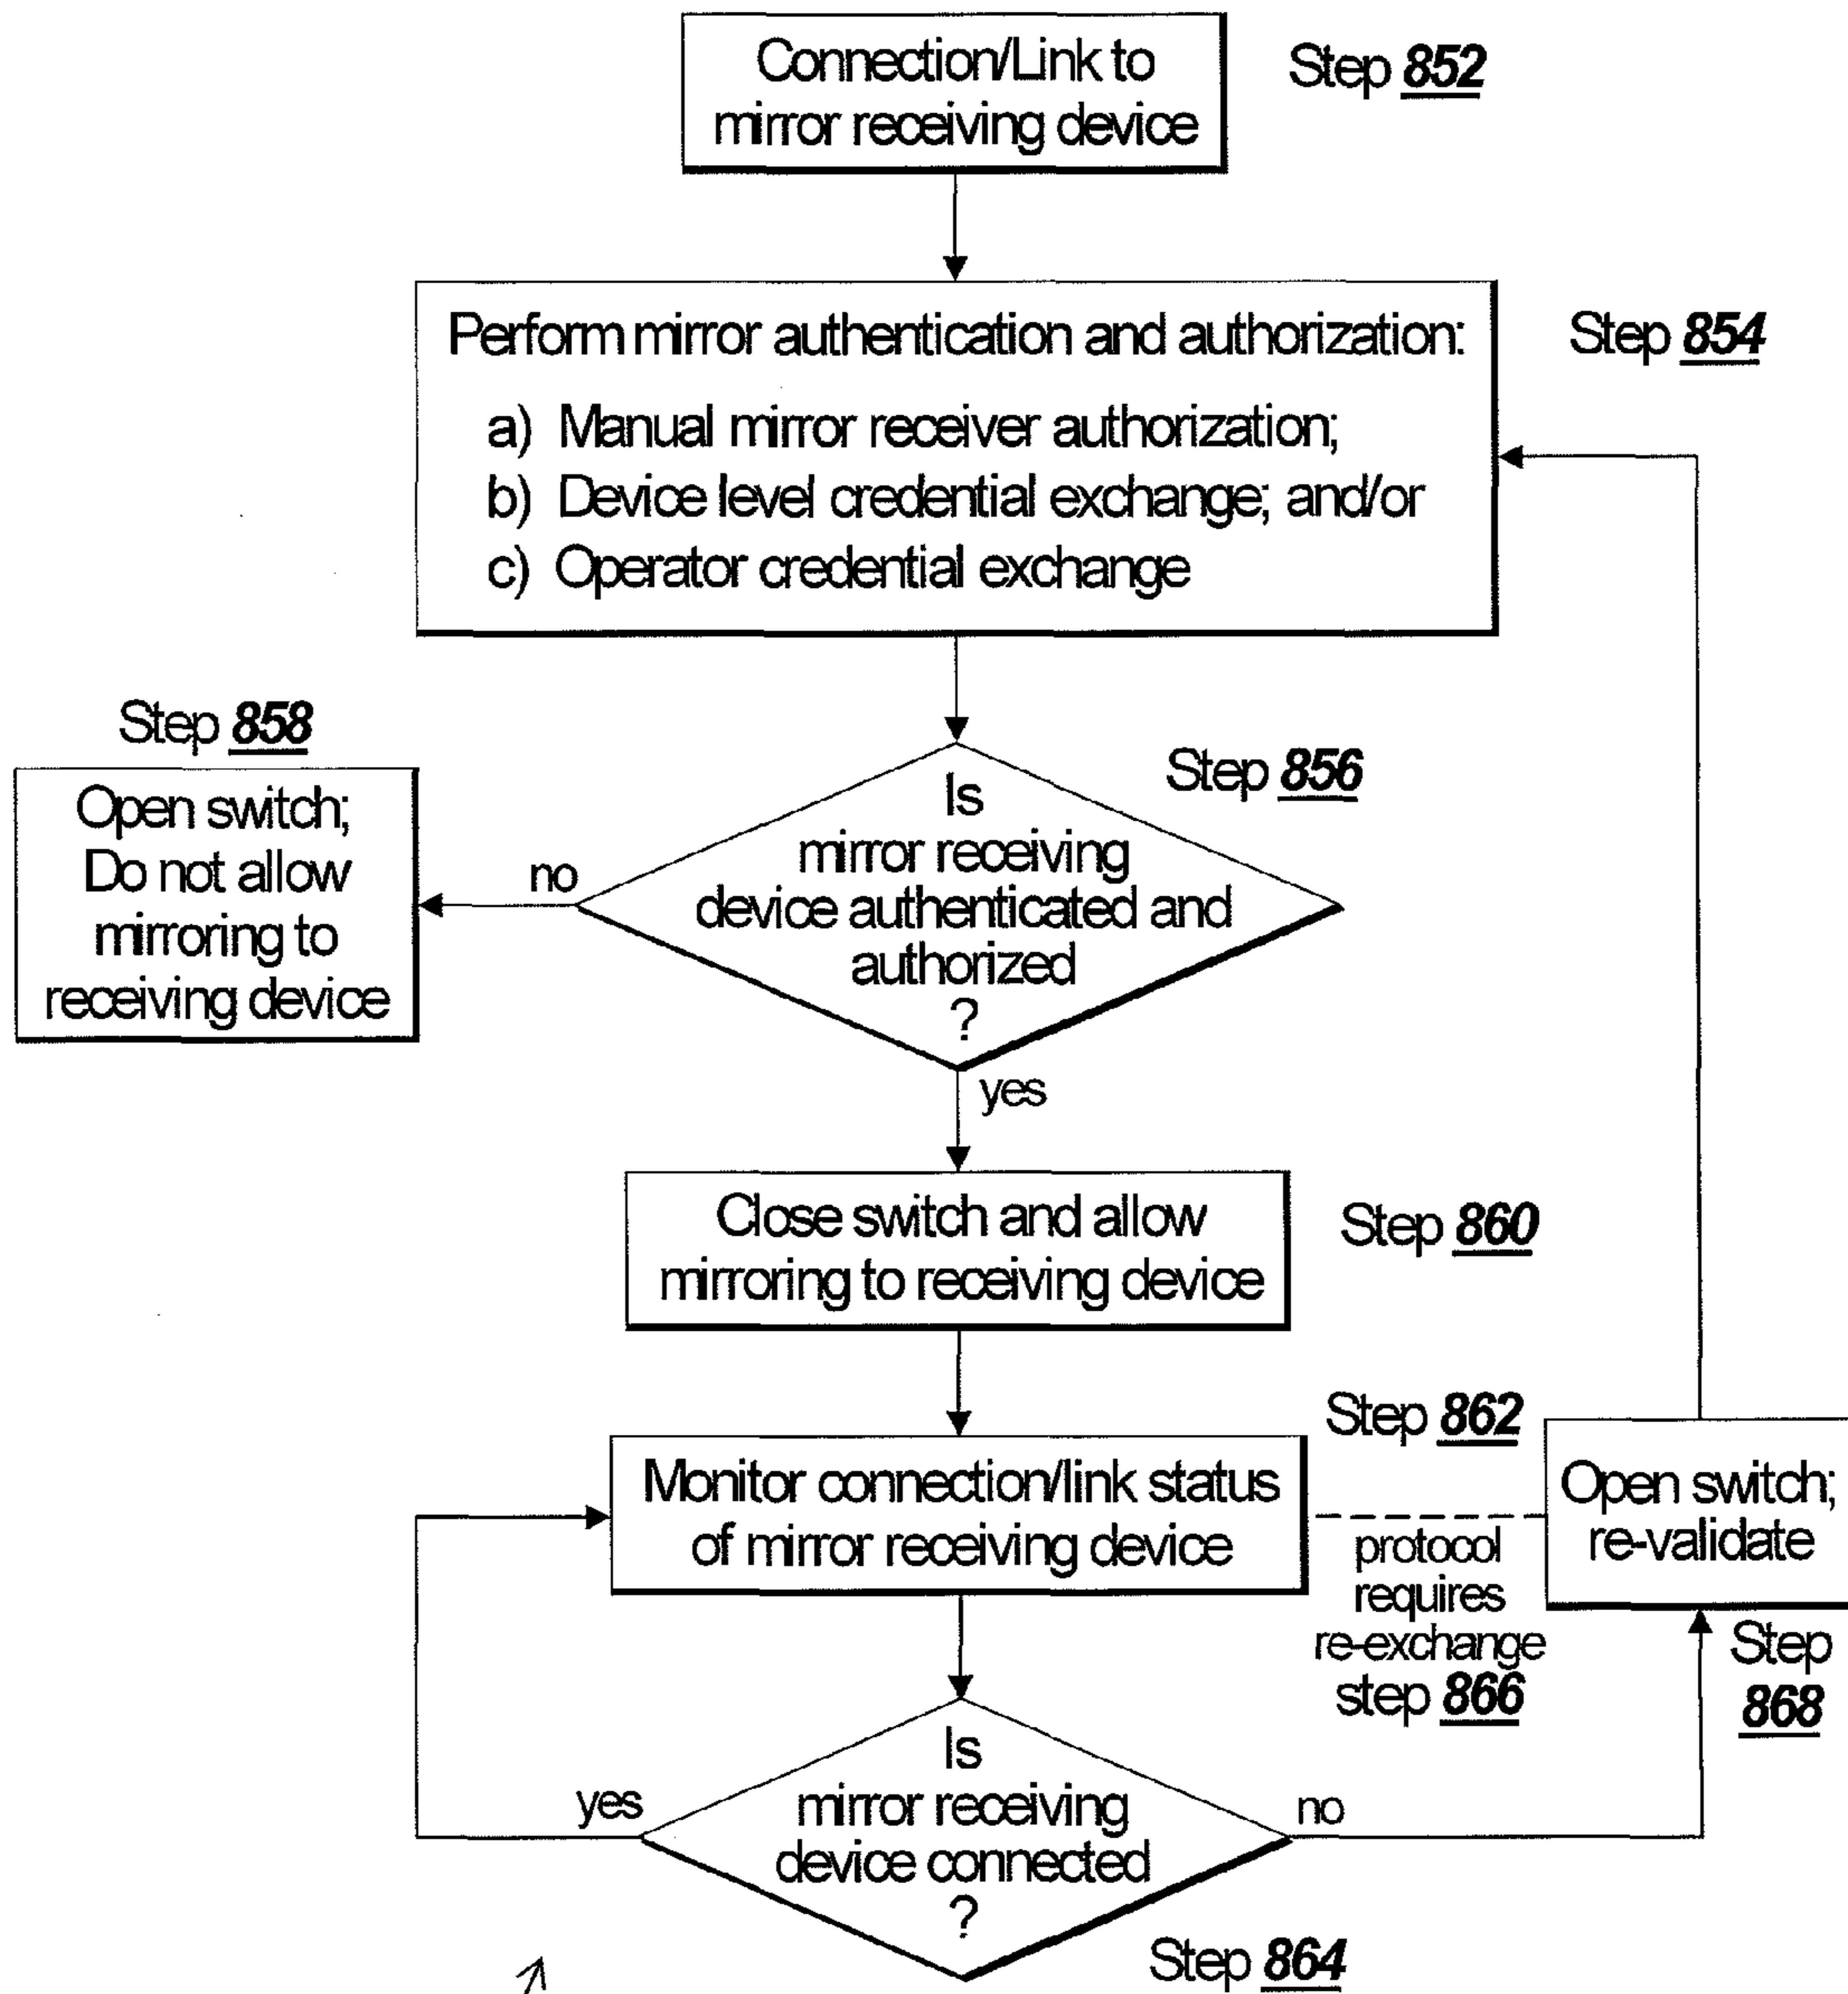 Connection/Link to
mirror receiving device
Step 852
Perform mirror authentication and authorization:
a) Manual mirror receiver authorization;
b) Device level credential exchange; and/or
c) Operator credential exchange
Step 854
Step 858
Open switch;
Do not allow
mirroring to
receiving device
no
Step 856
Is
mirror receiving
device authenticated and
authorized
?
yes
Close switch and allow
mirroring to receiving device
Step 860
Step 862
Monitor connection/link status
of mirror receiving device
protocol
requires
re-exchange
step 866
Open switch;
re-validate
Step
868
yes
Is
mirror receiving
device connected
?
no
Step 864